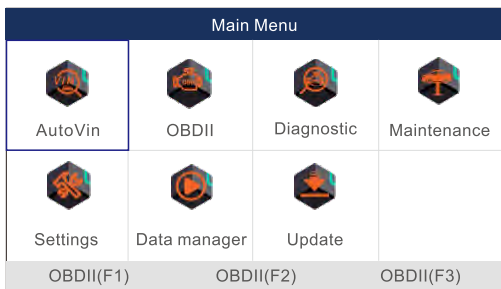 Main Menu
AutoVin OBDII Diagnostic Maintenance
Settings Data manager Update
OBDII(F1) OBDII(F2) OBDII(F3)